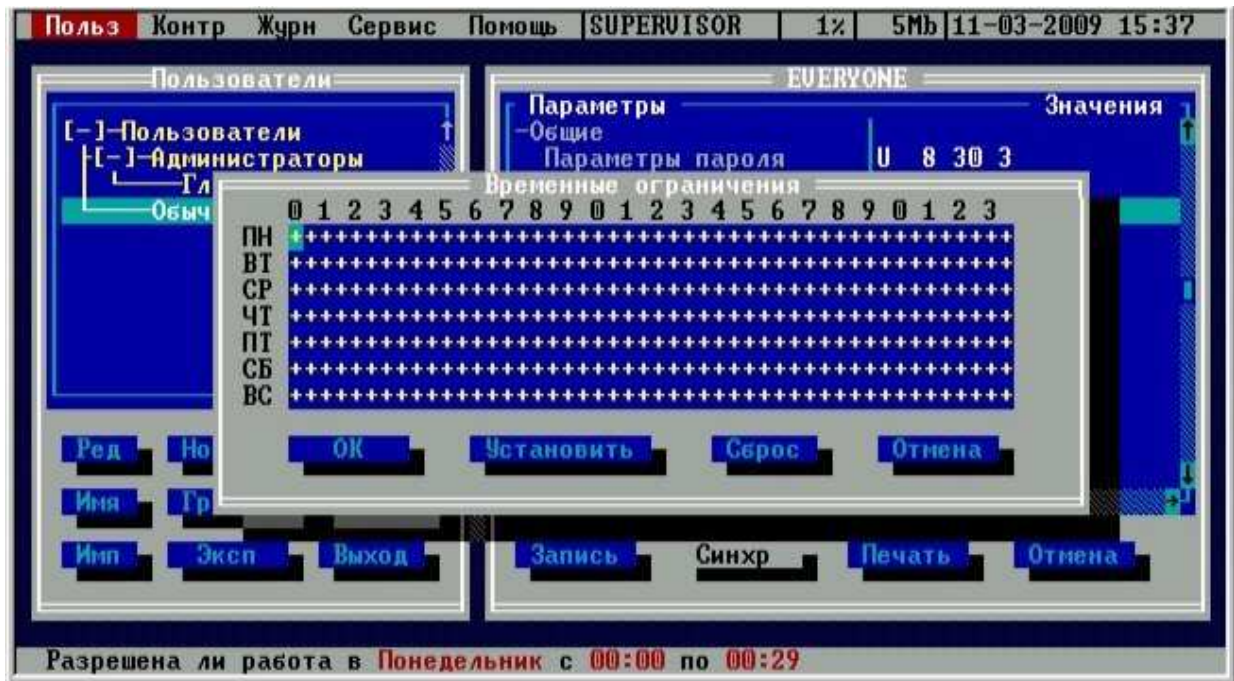 Польз Контр Журн Сервис Помощь SUPERVISOR 1% 5Mb 11-03-2009 15:37
Пользователи
EVERYONE
Параметры Значения
[-]-Пользователи
-Общие
[-]-Администраторы
Параметры пароля U 8 30 3
Гл
Временные ограничения
Обыч
0 1 2 3 4 5 6 7 8 9 0 1 2 3 4 5 6 7 8 9 0 1 2 3
ПН ++++++++++++++++++++++++++++++++++++++++++++++++
ВТ ++++++++++++++++++++++++++++++++++++++++++++++++
СР ++++++++++++++++++++++++++++++++++++++++++++++++
ЧТ ++++++++++++++++++++++++++++++++++++++++++++++++
ПТ ++++++++++++++++++++++++++++++++++++++++++++++++
СБ ++++++++++++++++++++++++++++++++++++++++++++++++
ВС ++++++++++++++++++++++++++++++++++++++++++++++++
Ред Но OK Установить Сброс Отмена
Имя Гр
Имп Эксп Выход Запись Синхр Печать Отмена
Разрешена ли работа в Понедельник с 00:00 по 00:29